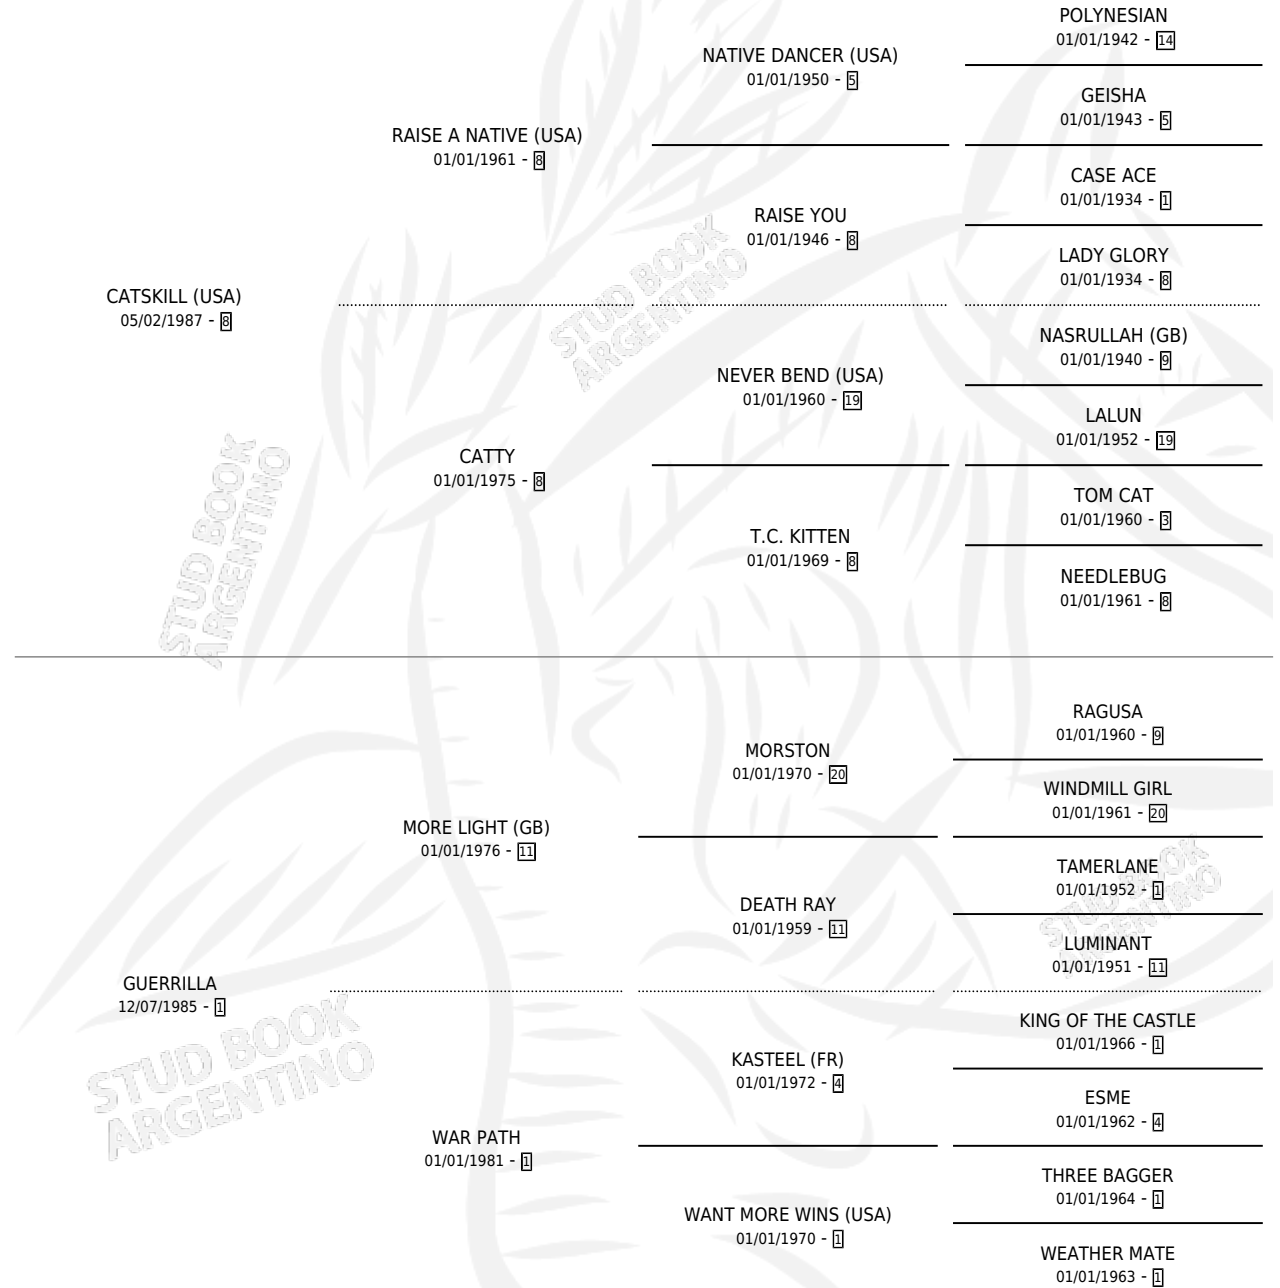 POLYNESIAN
01/01/1942 - 14
NATIVE DANCER (USA)
01/01/1950 - 5
GEISHA
01/01/1943 - 5
RAISE A NATIVE (USA)
01/01/1961 - 8
CASE ACE
01/01/1934 - 1
RAISE YOU
01/01/1946 - 8
LADY GLORY
01/01/1934 - 8
CATSKILL (USA)
05/02/1987 - 8
STUD BOOK
ARGENTINO
NASRULLAH (GB)
01/01/1940 - 9
NEVER BEND (USA)
01/01/1960 - 19
LALUN
01/01/1952 - 19
CATTY
01/01/1975 - 8
TOM CAT
01/01/1960 - 3
T.C. KITTEN
01/01/1969 - 8
NEEDLEBUG
01/01/1961 - 8
STUD BOOK
ARGENTINO
RAGUSA
01/01/1960 - 9
MORSTON
01/01/1970 - 20
WINDMILL GIRL
01/01/1961 - 20
MORE LIGHT (GB)
01/01/1976 - 11
TAMERLANE
01/01/1952 - 1
DEATH RAY
01/01/1959 - 11
LUMINANT
01/01/1951 - 11
STUD BOOK
ARGENTINO
GUERRILLA
12/07/1985 - 1
KING OF THE CASTLE
01/01/1966 - 1
KASTEEL (FR)
01/01/1972 - 4
ESME
01/01/1962 - 4
STUD BOOK
ARGENTINO
WAR PATH
01/01/1981 - 1
THREE BAGGER
01/01/1964 - 1
WANT MORE WINS (USA)
01/01/1970 - 1
WEATHER MATE
01/01/1963 - 1